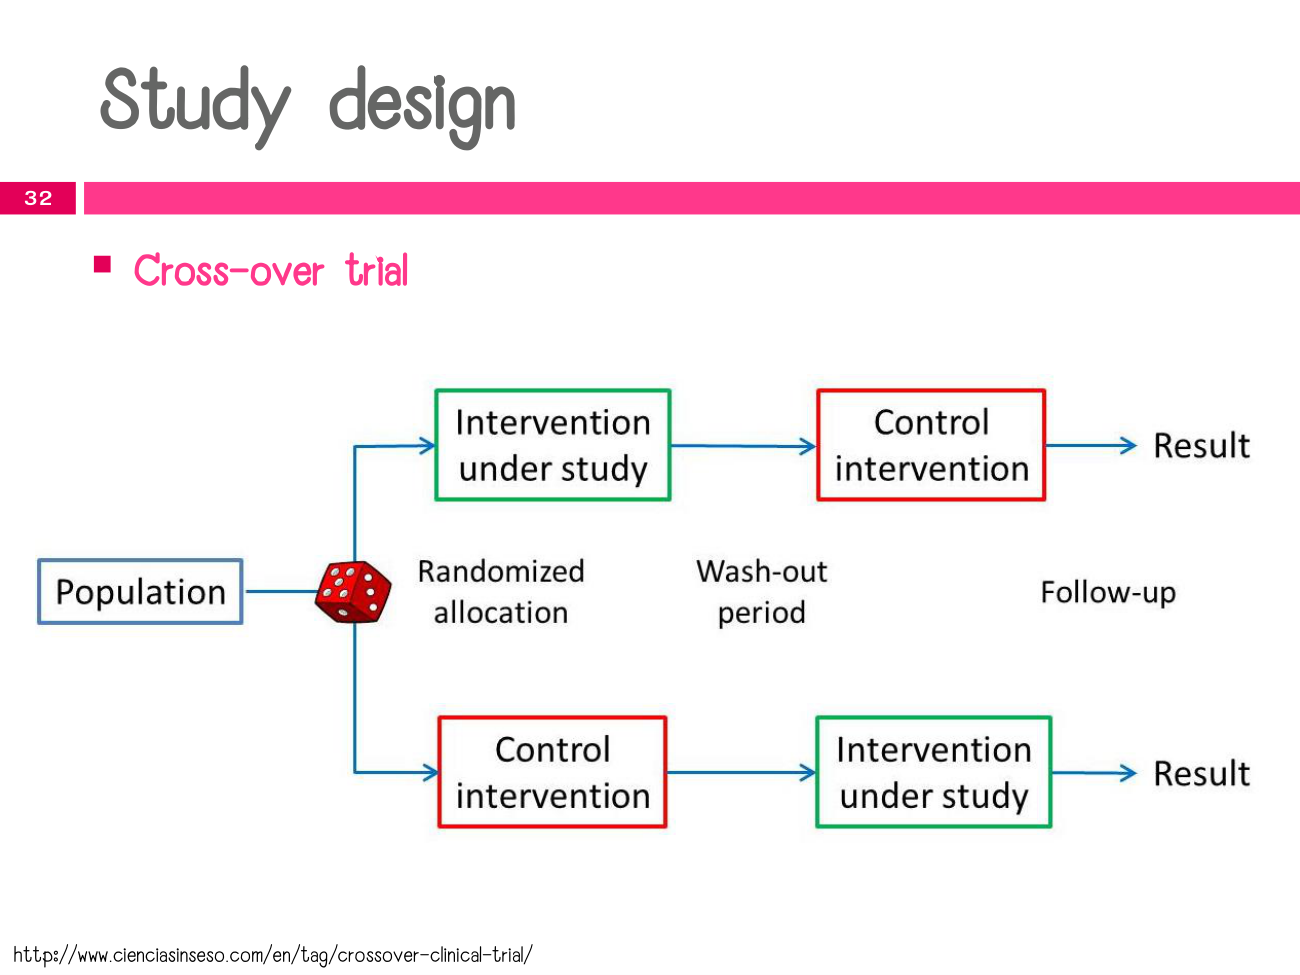 Study design
32
Cross-over trial
Intervention
under study
Control
intervention
Result
Population
Randomized
allocation
Wash-out
period
Follow-up
Control
intervention
Intervention
under study
Result
https://www.cienciasinseso.com/en/tag/crossover-clinical-trial/